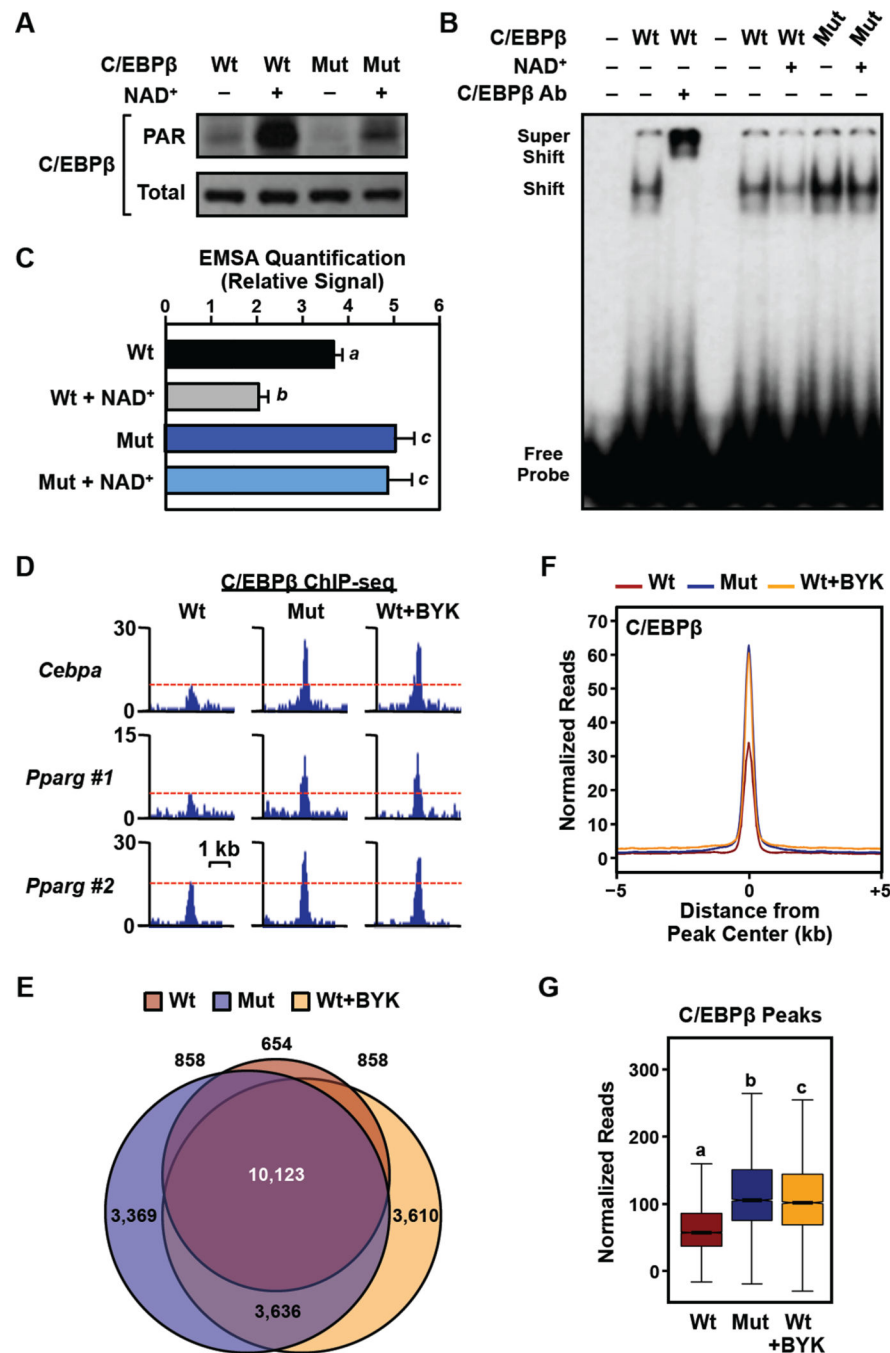 A
C/EBPβ Wt Wt Mut Mut
NAD⁺ – + – +
C/EBPβ
PAR
Total
B
C/EBPβ – Wt Wt – Wt Wt Mut Mut
NAD⁺ – – – – – + – +
C/EBPβ Ab – – + – – – – –
Super
Shift
Shift
Free
Probe
C
EMSA Quantification
(Relative Signal)
0 1 2 3 4 5 6
Wt a
Wt + NAD⁺ b
Mut c
Mut + NAD⁺ c
D
C/EBPβ ChIP-seq
Wt Mut Wt+BYK
Cebpa
30
0
Pparg #1
15
0
Pparg #2
30
0
1 kb
E
Wt Mut Wt+BYK
654
858 858
10,123
3,369 3,610
3,636
F
Wt Mut Wt+BYK
C/EBPβ
Normalized Reads
70
60
50
40
30
20
10
0
−5 0 +5
Distance from
Peak Center (kb)
G
C/EBPβ Peaks
Normalized Reads
300
200
100
0
a b c
Wt Mut Wt
+BYK